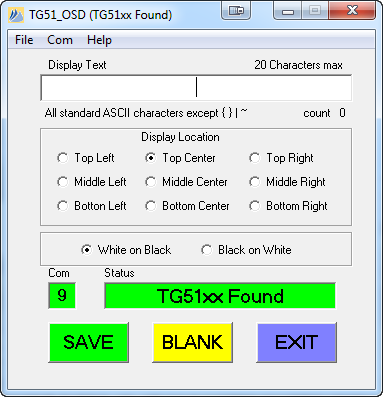 TG51_OSD (TG51xx Found)
File Com Help
Display Text 20 Characters max
All standard ASCII characters except { } | ~ count 0
Display Location
Top Left Top Center Top Right
Middle Left Middle Center Middle Right
Botton Left Bottom Center Bottom Right
White on Black Black on White
Com Status
9 TG51xx Found
SAVE BLANK EXIT